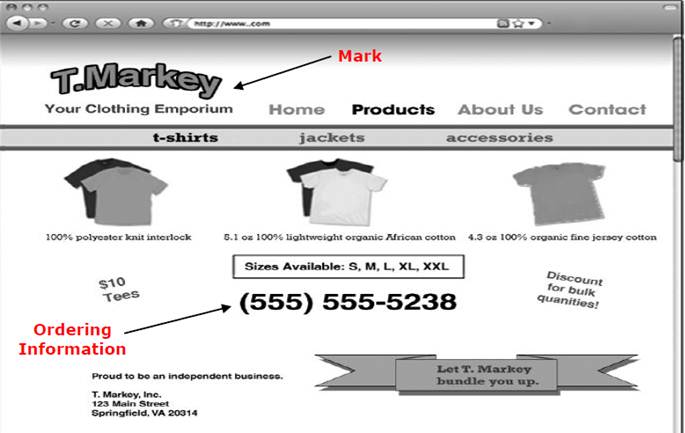 http://www..com
Mark
T.Markey
Your Clothing Emporium
Home Products About Us Contact
t-shirts jackets accessories
100% polyester knit interlock
5.1 oz 100% lightweight organic African cotton
4.3 oz 100% organic fine jersey cotton
Sizes Available: S, M, L, XL, XXL
$10
Tees
Discount
for bulk
quanities!
(555) 555-5238
Ordering
Information
Let T. Markey
bundle you up.
Proud to be an independent business.
T. Markey, Inc.
123 Main Street
Springfield, VA 20314